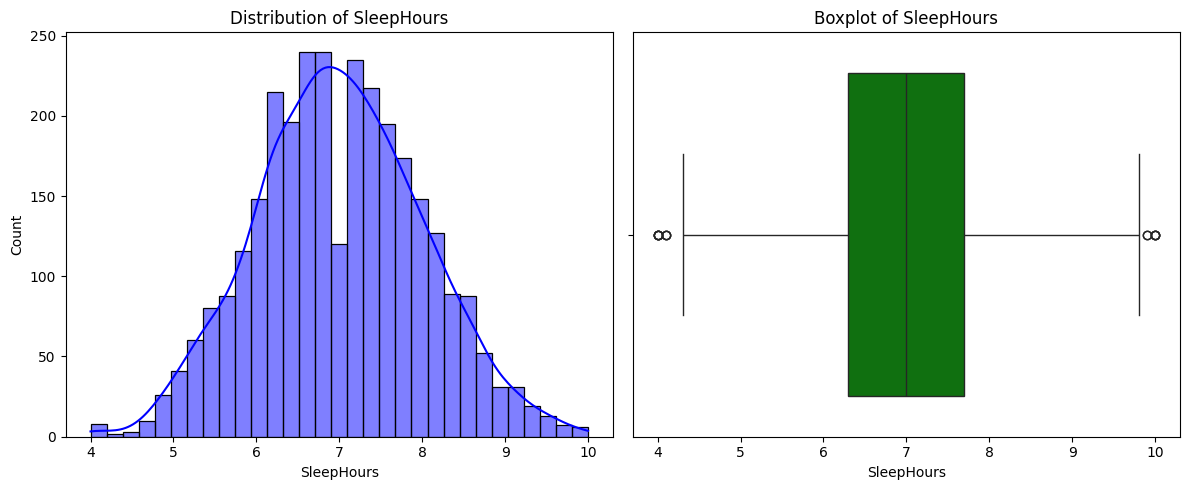 Distribution of SleepHours
250
200
150
100
50
0
Count
4 5 6 7 8 9 10
SleepHours
Boxplot of SleepHours
4 5 6 7 8 9 10
SleepHours